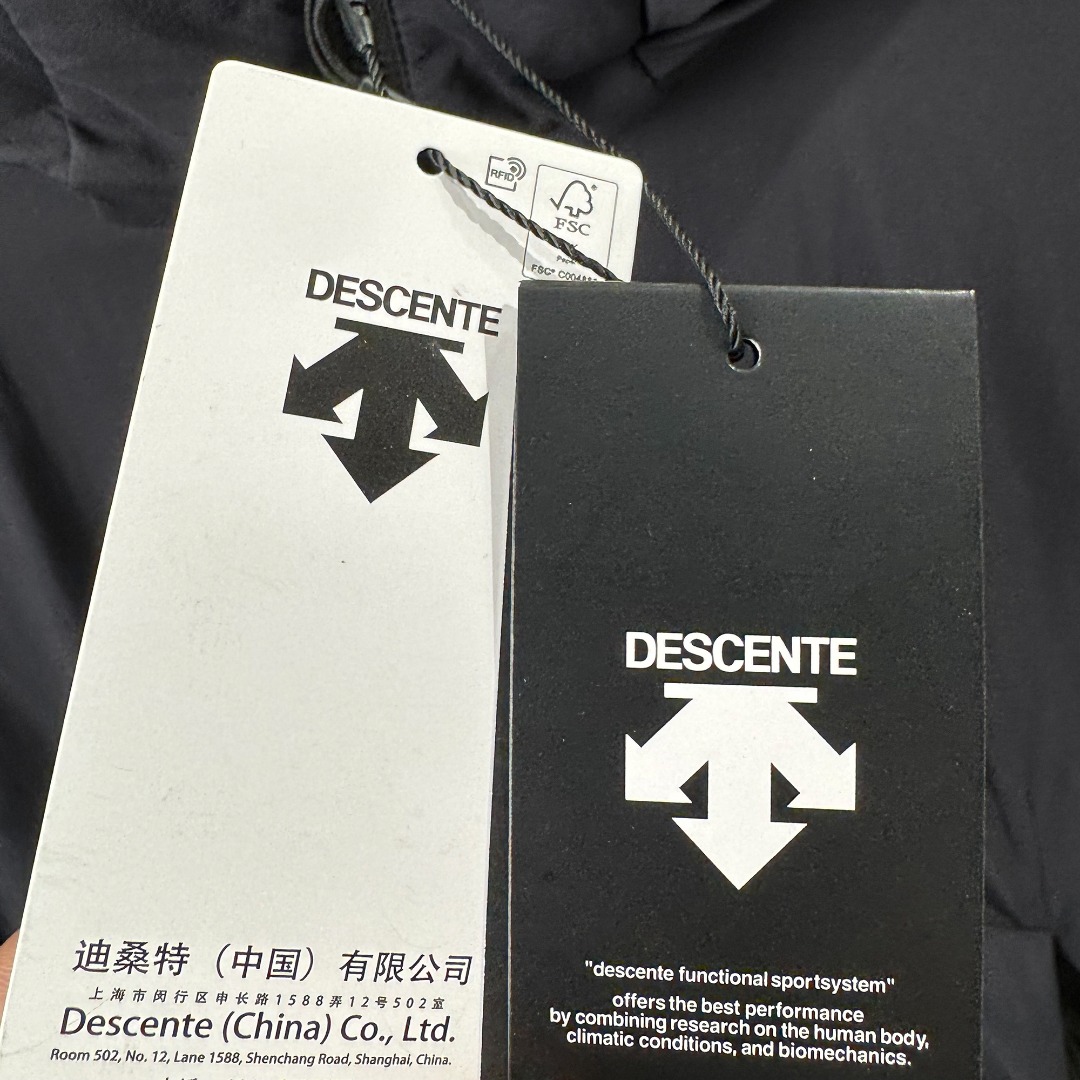 RFID
FSC
FSC®
DESCENTE
迪桑特（中国）有限公司
上海市闵行区申长路1588弄12号502室
Descente (China) Co., Ltd.
Room 502, No. 12, Lane 1588, Shenchang Road, Shanghai, China.
DESCENTE
"descente functional sportsystem"
offers the best performance
by combining research on the human body,
climatic conditions, and biomechanics.